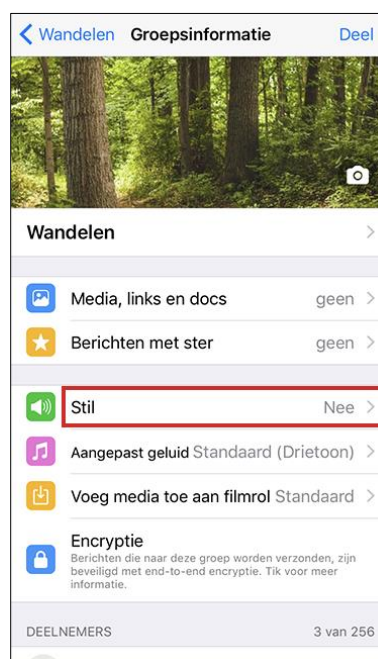 Wandelen Groepsinformatie Deel
Wandelen
Media, links en docs geen
Berichten met ster geen
Stil Nee
Aangepast geluid Standaard (Drietoon)
Voeg media toe aan filmrol Standaard
Encryptie
Berichten die naar deze groep worden verzonden, zijn
beveiligd met end-to-end encryptie. Tik voor meer
informatie.
DEELNEMERS 3 van 256